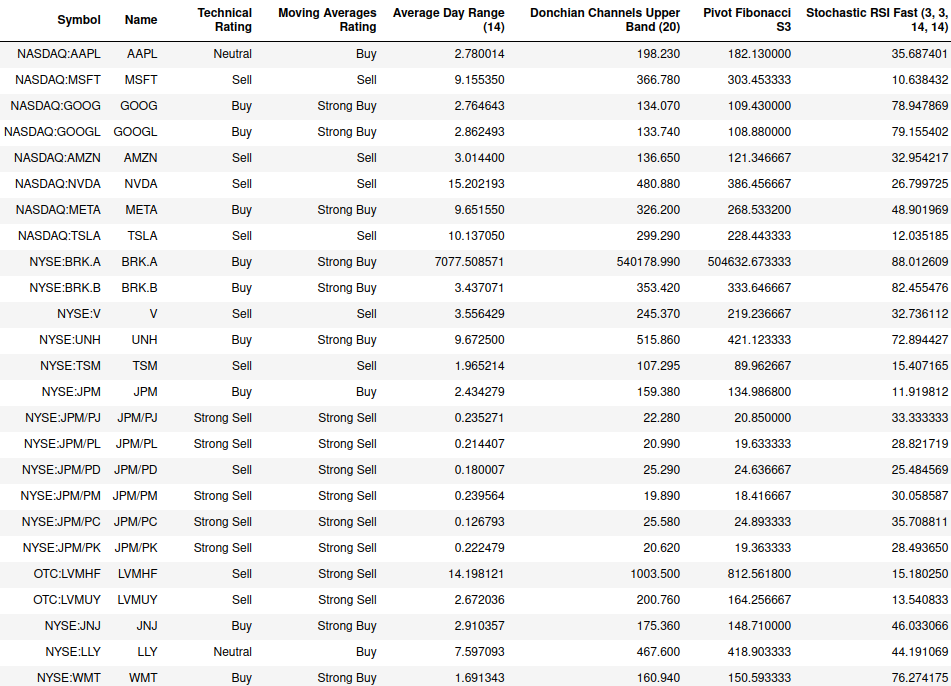 Symbol Name Technical Rating Moving Averages Rating Average Day Range (14) Donchian Channels Upper Band (20) Pivot Fibonacci S3 Stochastic RSI Fast (3, 3, 14, 14)
NASDAQ:AAPL AAPL Neutral Buy 2.780014 198.230 182.130000 35.687401
NASDAQ:MSFT MSFT Sell Sell 9.155350 366.780 303.453333 10.638432
NASDAQ:GOOG GOOG Buy Strong Buy 2.764643 134.070 109.430000 78.947869
NASDAQ:GOOGL GOOGL Buy Strong Buy 2.862493 133.740 108.880000 79.155402
NASDAQ:AMZN AMZN Sell Sell 3.014400 136.650 121.346667 32.954217
NASDAQ:NVDA NVDA Sell Sell 15.202193 480.880 386.456667 26.799725
NASDAQ:META META Buy Strong Buy 9.651550 326.200 268.533200 48.901969
NASDAQ:TSLA TSLA Sell Sell 10.137050 299.290 228.443333 12.035185
NYSE:BRK.A BRK.A Buy Strong Buy 7077.508571 540178.990 504632.673333 88.012609
NYSE:BRK.B BRK.B Buy Strong Buy 3.437071 353.420 333.646667 82.455476
NYSE:V V Sell Sell 3.556429 245.370 219.236667 32.736112
NYSE:UNH UNH Buy Strong Buy 9.672500 515.860 421.123333 72.894427
NYSE:TSM TSM Sell Sell 1.965214 107.295 89.962667 15.407165
NYSE:JPM JPM Buy Buy 2.434279 159.380 134.986800 11.919812
NYSE:JPM/PJ JPM/PJ Strong Sell Strong Sell 0.235271 22.280 20.850000 33.333333
NYSE:JPM/PL JPM/PL Strong Sell Strong Sell 0.214407 20.990 19.633333 28.821719
NYSE:JPM/PD JPM/PD Sell Strong Sell 0.180007 25.290 24.636667 25.484569
NYSE:JPM/PM JPM/PM Strong Sell Strong Sell 0.239564 19.890 18.416667 30.058587
NYSE:JPM/PC JPM/PC Strong Sell Strong Sell 0.126793 25.580 24.893333 35.708811
NYSE:JPM/PK JPM/PK Strong Sell Strong Sell 0.222479 20.620 19.363333 28.493650
OTC:LVMHF LVMHF Sell Strong Sell 14.198121 1003.500 812.561800 15.180250
OTC:LVMUY LVMUY Sell Strong Sell 2.672036 200.760 164.256667 13.540833
NYSE:JNJ JNJ Buy Strong Buy 2.910357 175.360 148.710000 46.033066
NYSE:LLY LLY Neutral Buy 7.597093 467.600 418.903333 44.191069
NYSE:WMT WMT Buy Strong Buy 1.691343 160.940 150.593333 76.274175